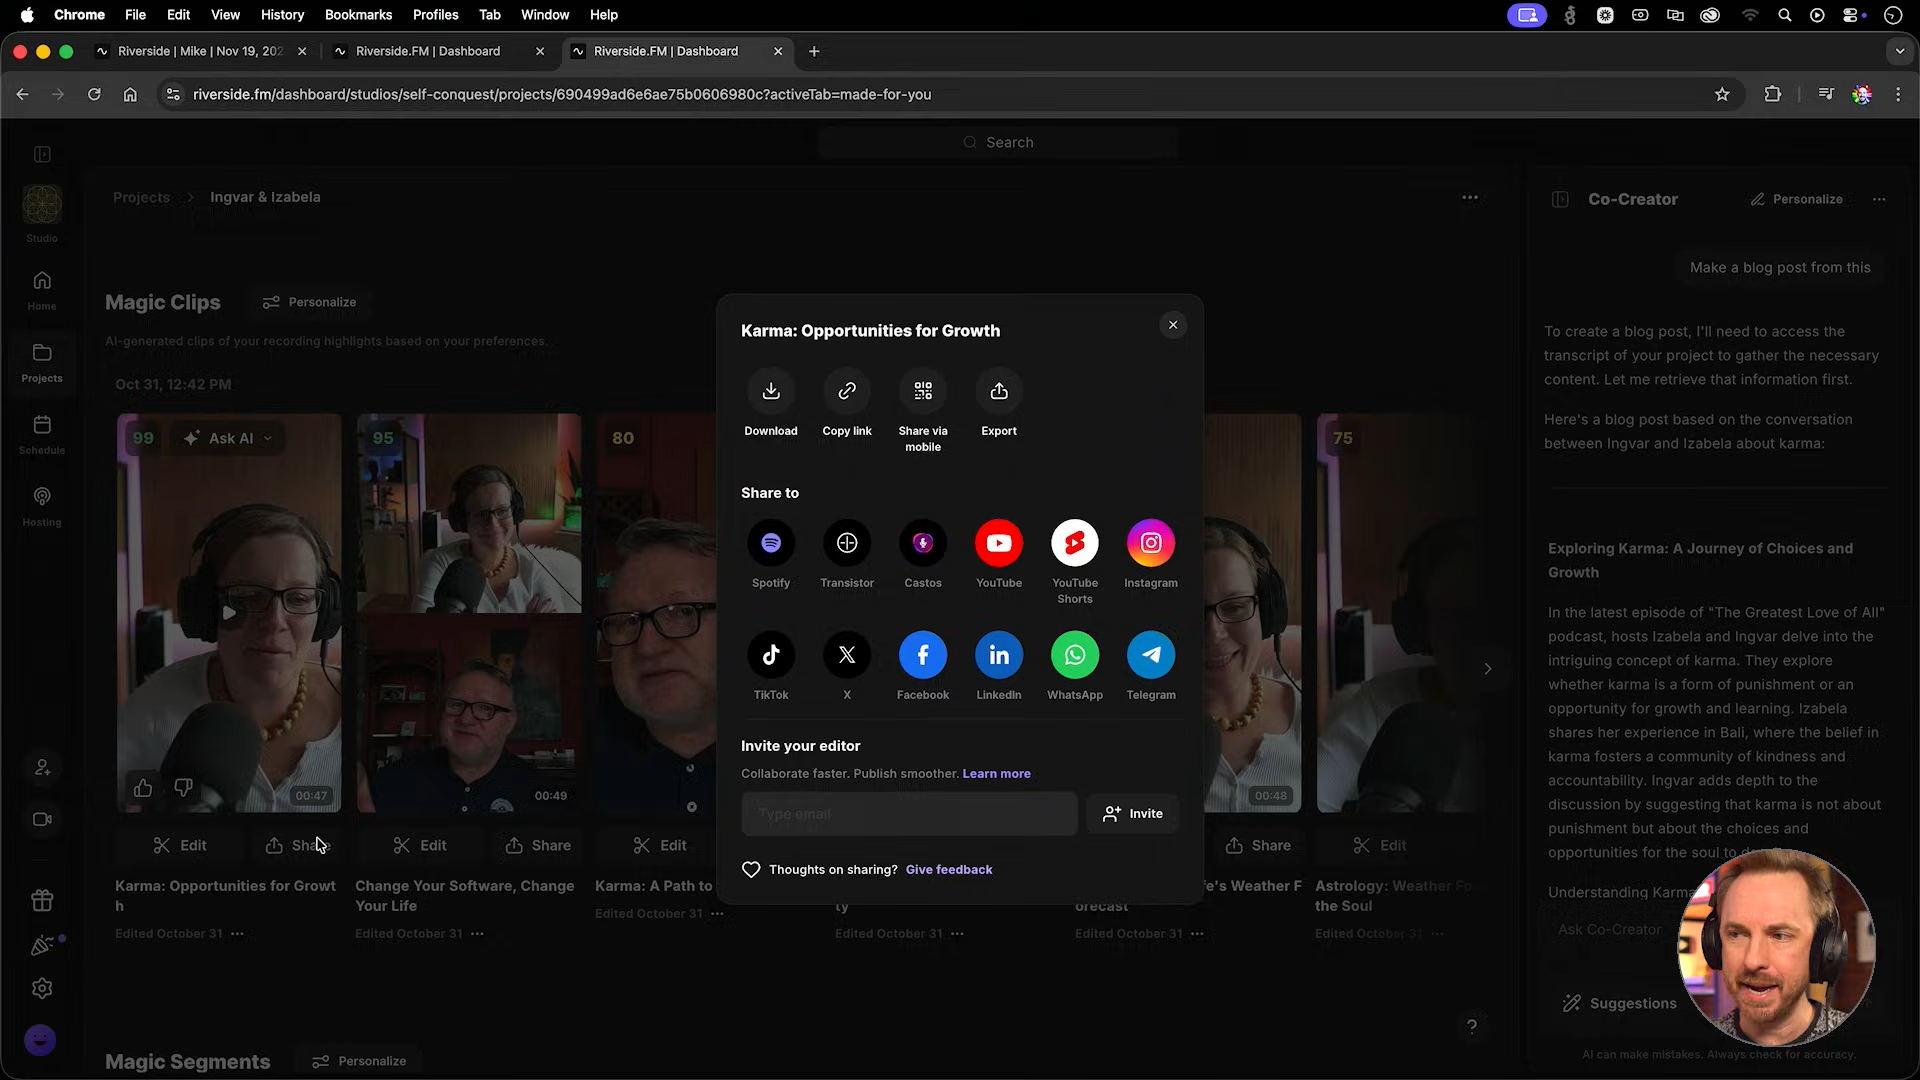 Chrome File Edit View History Bookmarks Profiles Tab Window Help
Riverside | Mike | Nov 19, 202
Riverside.FM | Dashboard
Riverside.FM | Dashboard
riverside.fm/dashboard/studios/self-conquest/projects/690499ad6e6ae75b0606980c?activeTab=made-for-you
Search
Studio
Home
Projects
Schedule
Hosting
Projects > Ingvar & Izabela
Magic Clips
Personalize
AI-generated clips of your recording highlights based on your preferences.
Oct 31, 12:42 PM
99
Ask AI
95
80
75
00:47
00:49
00:48
Edit
Share
Edit
Share
Edit
Share
Edit
Karma: Opportunities for Growt
h
Edited October 31
Change Your Software, Change
Your Life
Edited October 31
Karma: A Path to
Edited October 31
ty
Edited October 31
e's Weather F
orecast
Edited October 31
Astrology: Weather Fo
the Soul
Edited October 31
Magic Segments
Personalize
Karma: Opportunities for Growth
Download
Copy link
Share via
mobile
Export
Share to
Spotify
Transistor
Castos
YouTube
YouTube
Shorts
Instagram
TikTok
X
Facebook
LinkedIn
WhatsApp
Telegram
Invite your editor
Collaborate faster. Publish smoother. Learn more
Type email
Invite
Thoughts on sharing? Give feedback
Co-Creator
Personalize
Make a blog post from this
To create a blog post, I'll need to access the
transcript of your project to gather the necessary
content. Let me retrieve that information first.
Here's a blog post based on the conversation
between Ingvar and Izabela about karma:
Exploring Karma: A Journey of Choices and
Growth
In the latest episode of "The Greatest Love of All"
podcast, hosts Izabela and Ingvar delve into the
intriguing concept of karma. They explore
whether karma is a form of punishment or an
opportunity for growth and learning. Izabela
shares her experience in Bali, where the belief in
karma fosters a community of kindness and
accountability. Ingvar adds depth to the
discussion by suggesting that karma is not about
punishment but about the choices and
opportunities for the soul to
Understanding Karma
Ask Co-Creator
Suggestions
AI can make mistakes. Always check for accuracy.
?